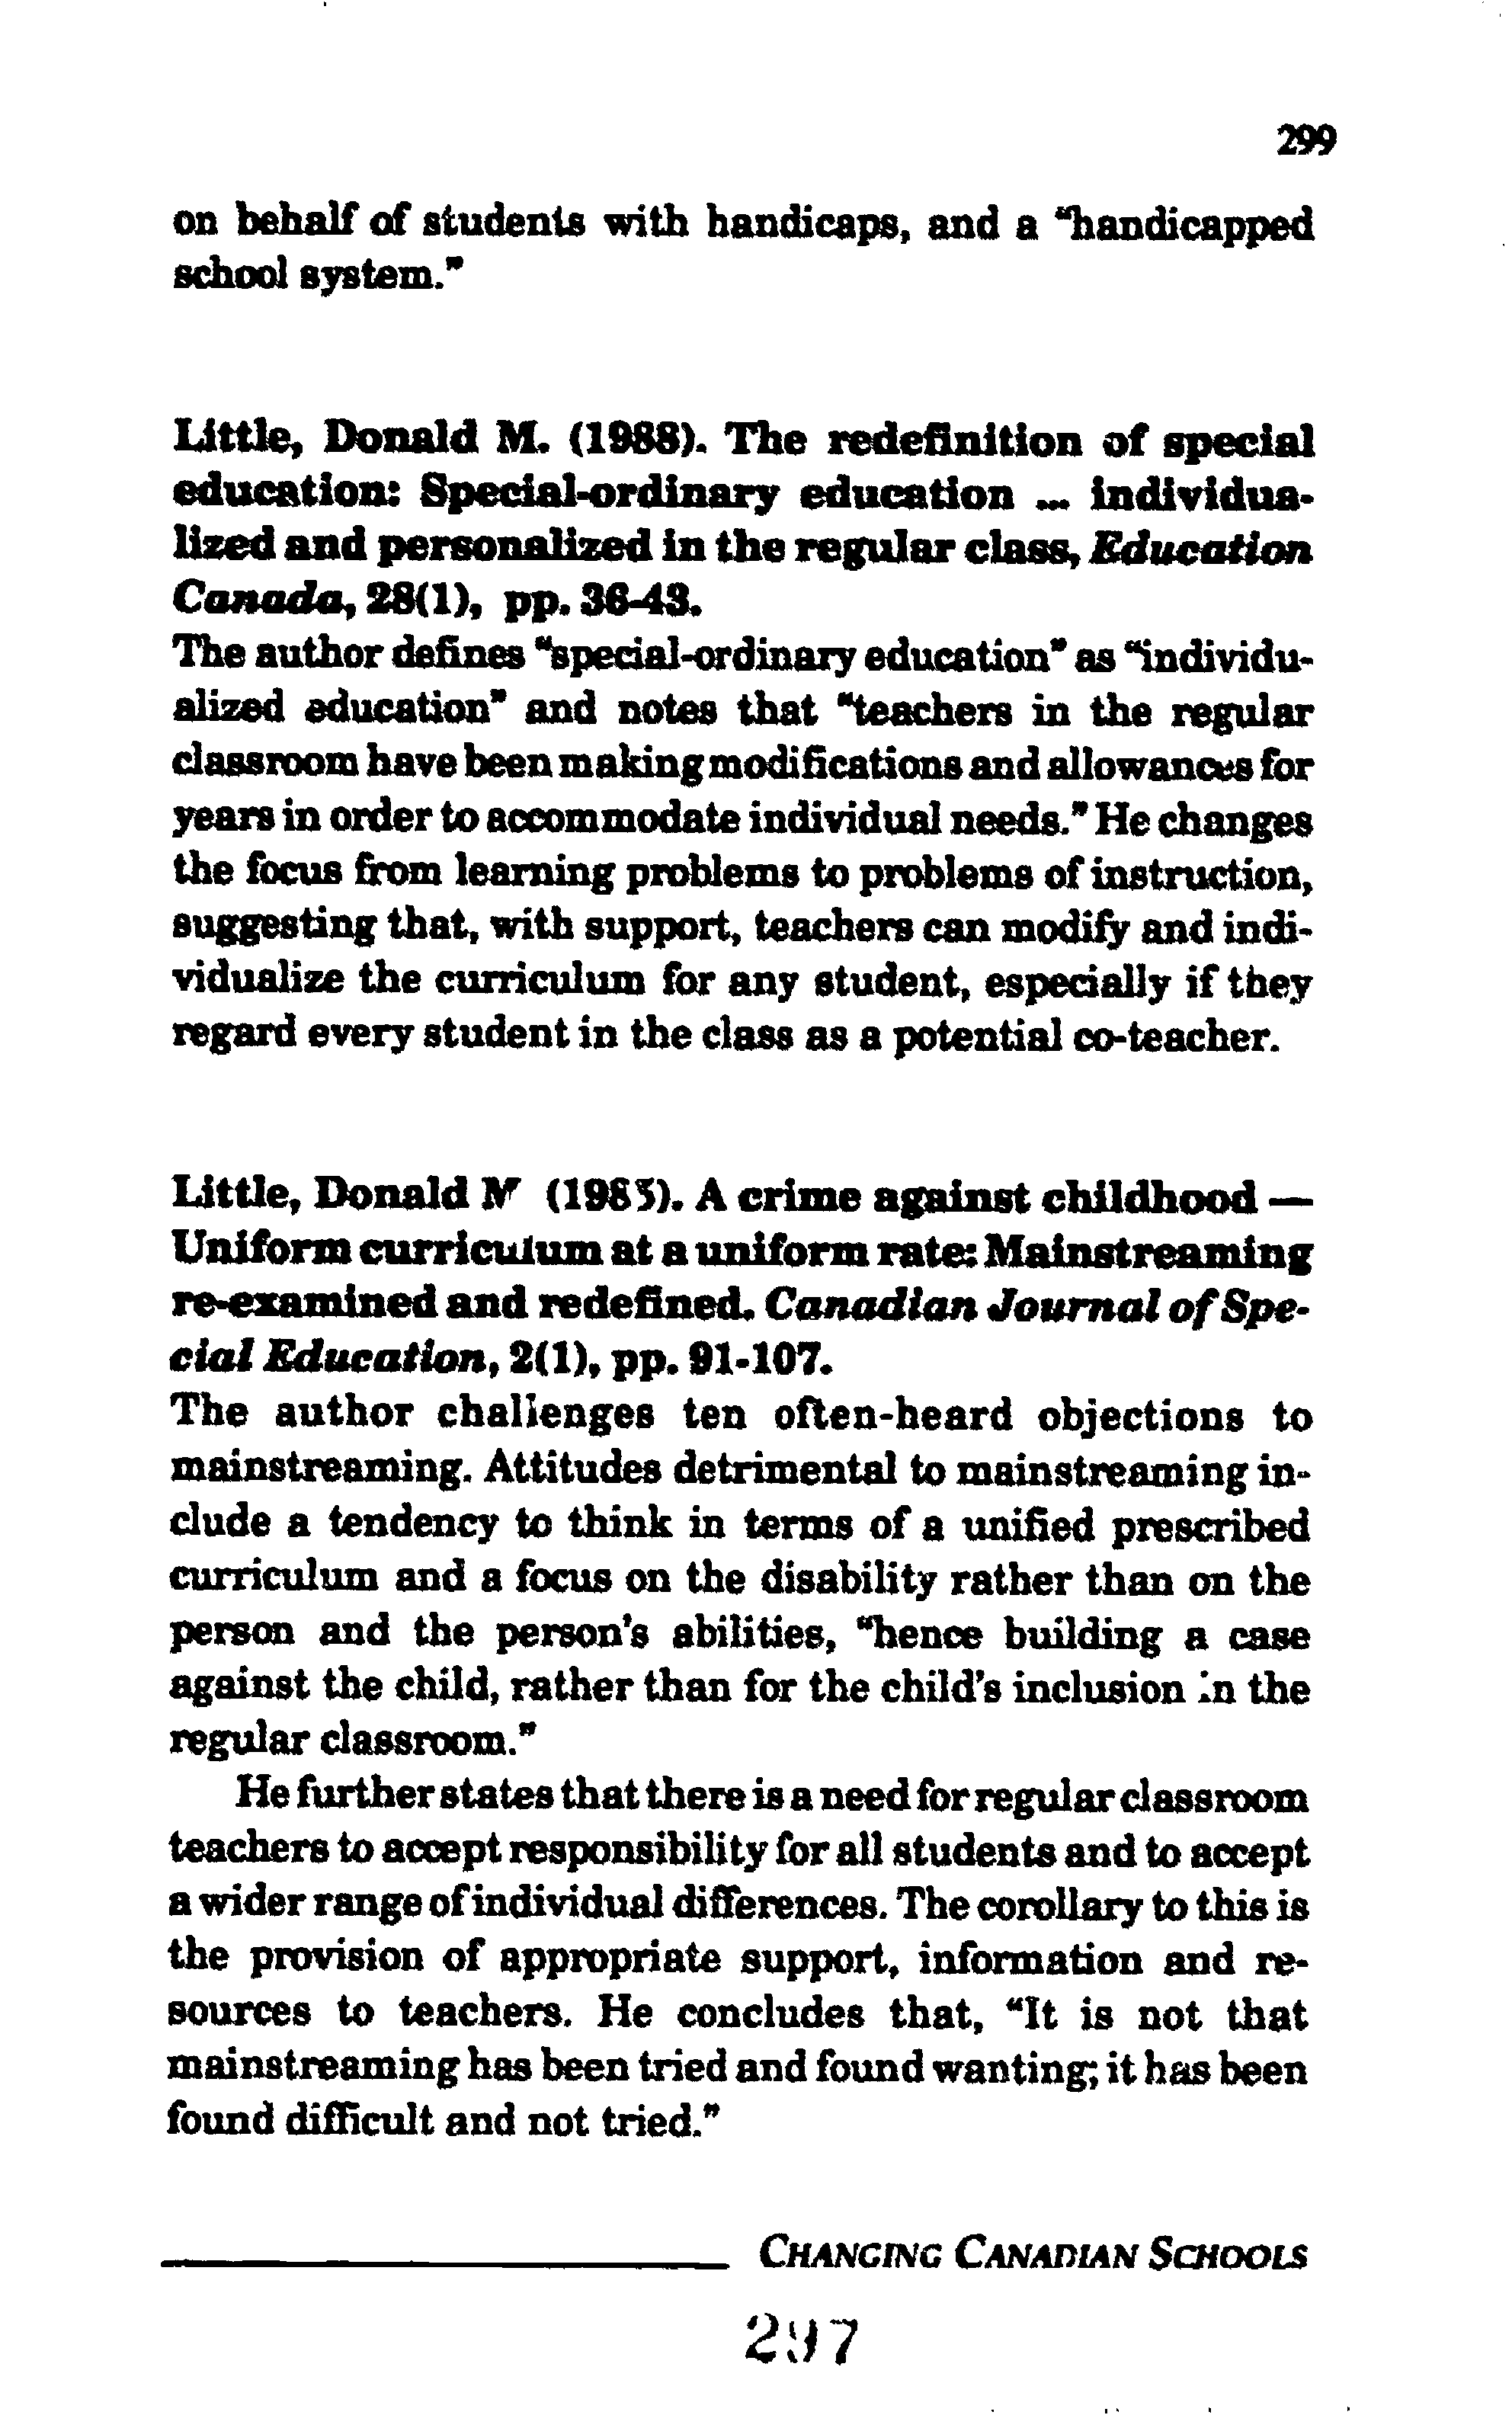 299
on behalf of students with handicaps, and a “handicapped
school system.”
Little, Donald M. (1988). The redefinition of special
education: Special-ordinary education ... individua-
lized and personalized in the regular class, Education
Canada, 28(1), pp. 36-43.
The author defines “special-ordinary education” as “individu-
alized education” and notes that “teachers in the regular
classroom have been making modifications and allowances for
years in order to accommodate individual needs.” He changes
the focus from learning problems to problems of instruction,
suggesting that, with support, teachers can modify and indi-
vidualize the curriculum for any student, especially if they
regard every student in the class as a potential co-teacher.
Little, Donald (1985). A crime against childhood —
Uniform curriculum at a uniform rate: Mainstreaming
re-examined and redefined. Canadian Journal of Spe-
cial Education, 2(1), pp. 91-107.
The author challenges ten often-heard objections to
mainstreaming. Attitudes detrimental to mainstreaming in-
clude a tendency to think in terms of a unified prescribed
curriculum and a focus on the disability rather than on the
person and the person's abilities, “hence building a case
against the child, rather than for the child's inclusion in the
regular classroom.”
He further states that there is a need for regular classroom
teachers to accept responsibility for all students and to accept
a wider range of individual differences. The corollary to this is
the provision of appropriate support, information and re-
sources to teachers. He concludes that, “It is not that
mainstreaming has been tried and found wanting; it has been
found difficult and not tried.”
CHANGING CANADIAN SCHOOLS
297